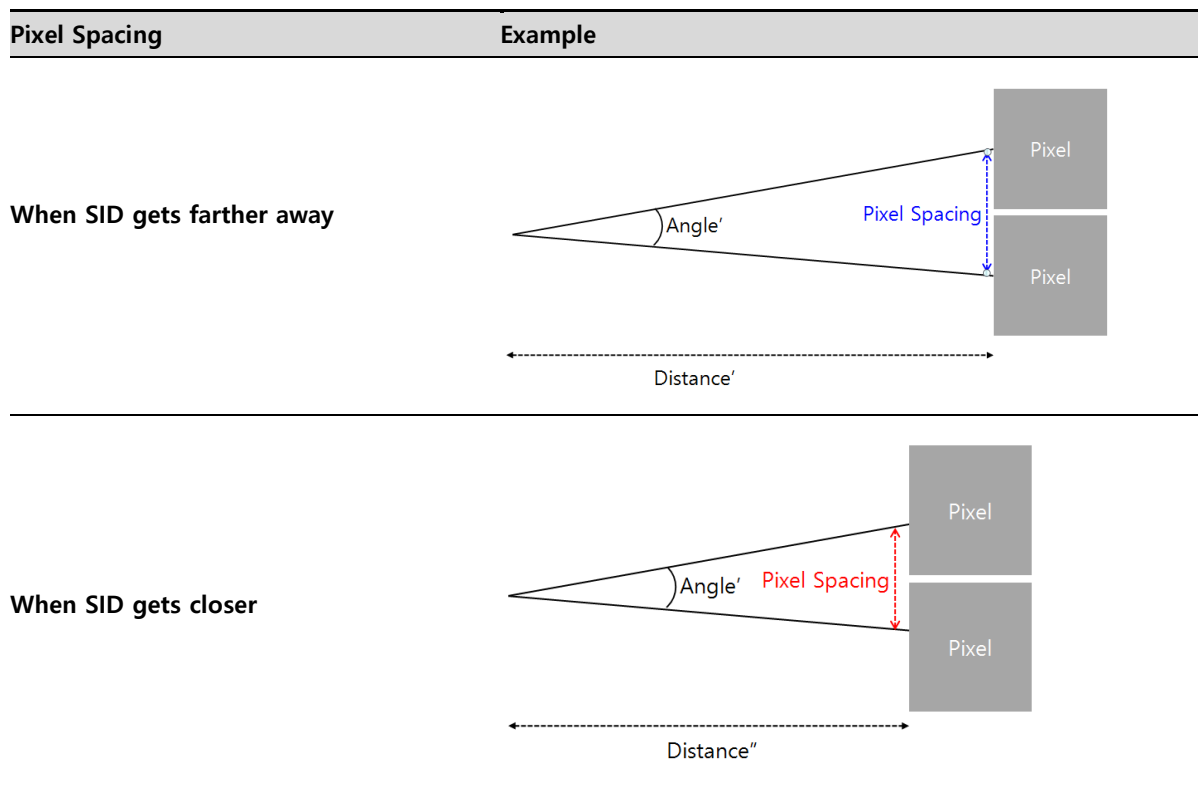 Pixel Spacing Example
Pixel
When SID gets farther away
Pixel Spacing
Angle’
Pixel
Distance’
Pixel
When SID gets closer
Angle’
Pixel Spacing
Pixel
Distance”